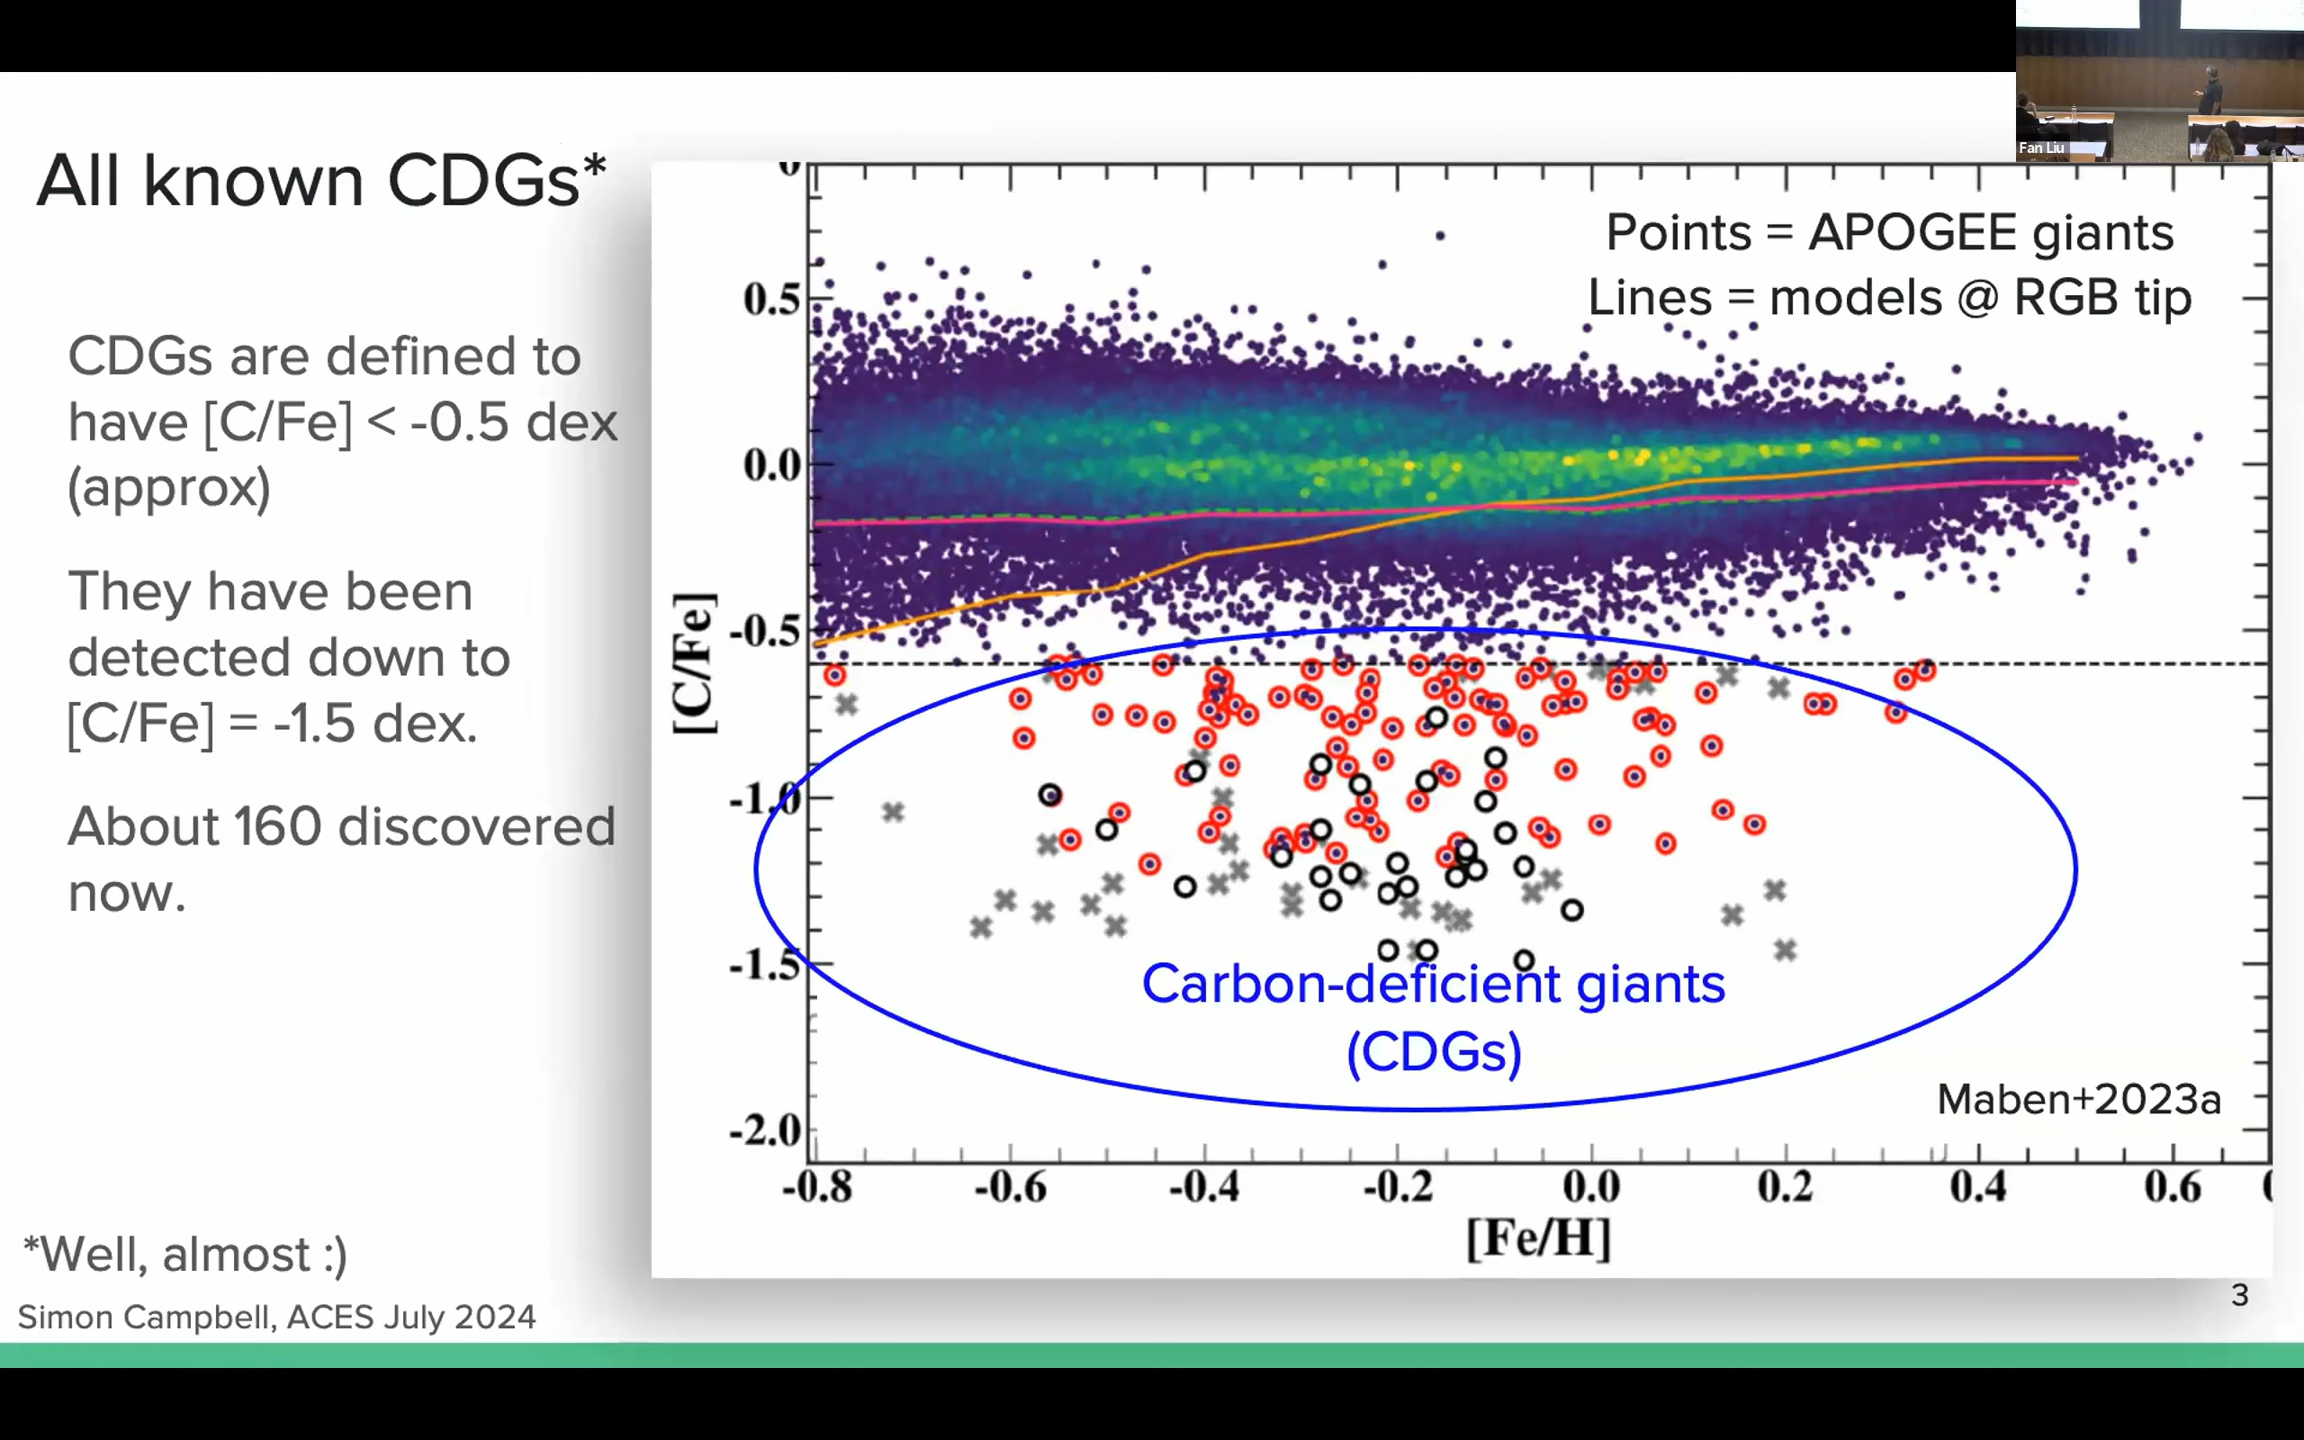 Fan Liu
All known CDGs*
CDGs are defined to
have [C/Fe] < -0.5 dex
(approx)
They have been
detected down to
[C/Fe] = -1.5 dex.
About 160 discovered
now.
*Well, almost :)
Simon Campbell, ACES July 2024
Points = APOGEE giants
Lines = models @ RGB tip
[C/Fe]
0.5
0.0
-0.5
-1.0
-1.5
-2.0
Carbon-deficient giants
(CDGs)
Maben+2023a
-0.8 -0.6 -0.4 -0.2 0.0 0.2 0.4 0.6
[Fe/H]
3